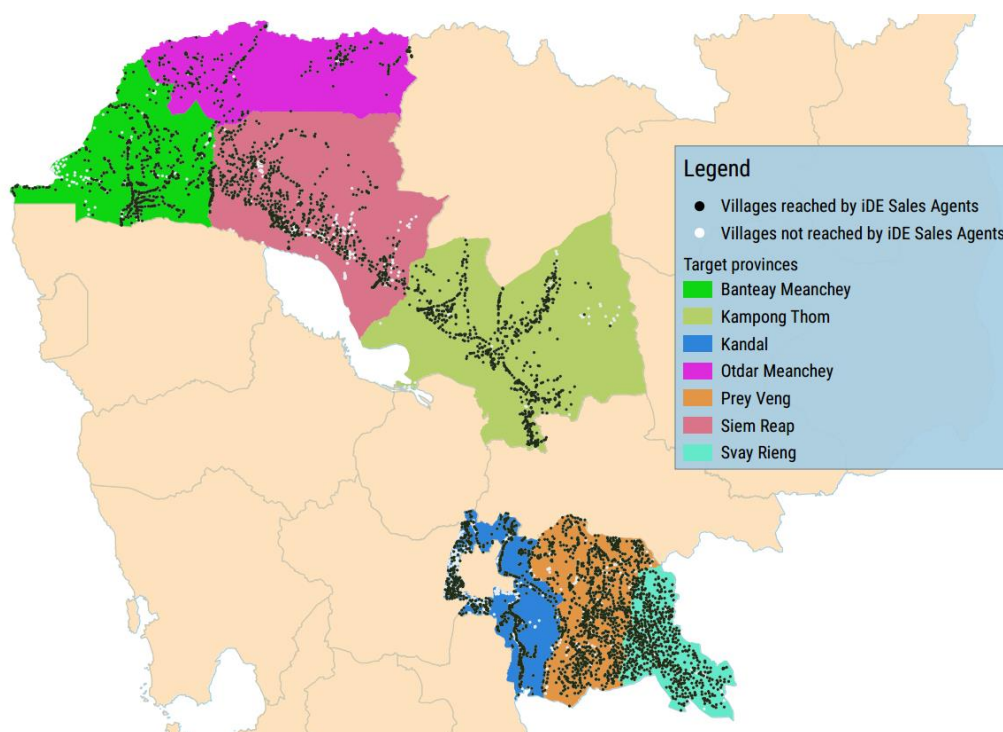 Legend
Villages reached by iDE Sales Agents
Villages not reached by iDE Sales Agents
Target provinces
Banteay Meanchey
Kampong Thom
Kandal
Otdar Meanchey
Prey Veng
Siem Reap
Svay Rieng